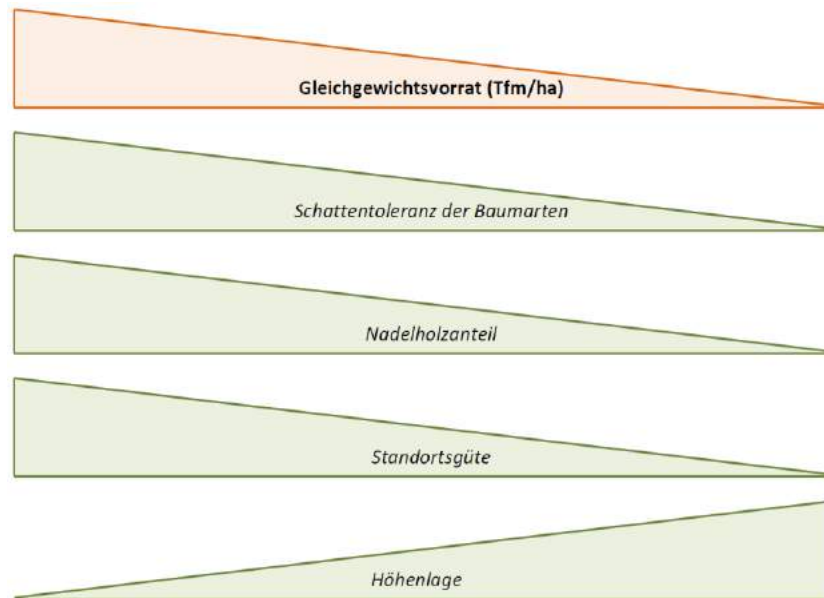 Gleichgewichtsvorrat (Tfm/ha)
Schattentoleranz der Baumarten
Nadelholzanteil
Standortsgüte
Höhenlage